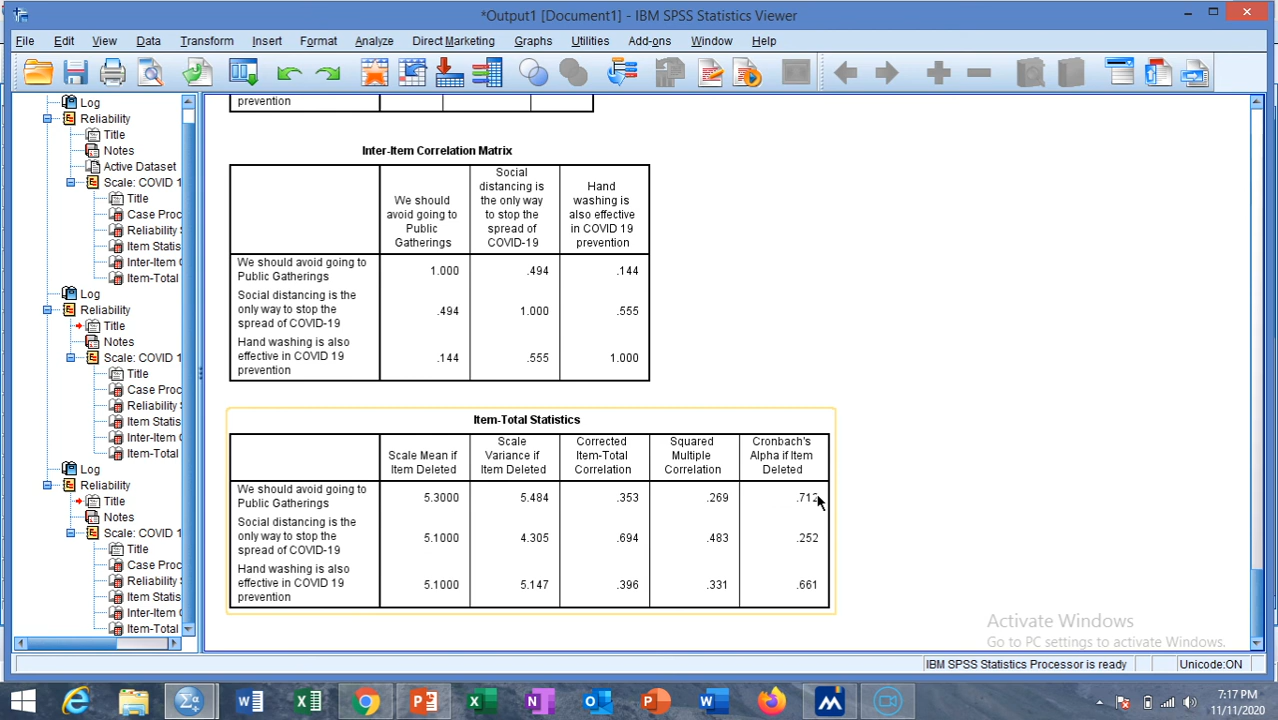 *Output1 [Document1] - IBM SPSS Statistics Viewer
File Edit View Data Transform Insert Format Analyze Direct Marketing Graphs Utilities Add-ons Window Help
Log
Reliability
Title
Notes
Active Dataset
Scale: COVID 1
Title
Case Proc
Reliability
Item Statis
Inter-Item
Item-Total
Log
Reliability
Title
Notes
Scale: COVID 1
Title
Case Proc
Reliability
Item Statis
Inter-Item
Item-Total
Log
Reliability
Title
Notes
Scale: COVID 1
Title
Case Proc
Reliability
Item Statis
Inter-Item
Item-Total
prevention
Inter-Item Correlation Matrix
We should
avoid going to
Public
Gatherings
Social
distancing is
the only way
to stop the
spread of
COVID-19
Hand
washing is
also effective
in COVID 19
prevention
We should avoid going to
Public Gatherings
1.000 .494 .144
Social distancing is the
only way to stop the
spread of COVID-19
.494 1.000 .555
Hand washing is also
effective in COVID 19
prevention
.144 .555 1.000
Item-Total Statistics
Scale Mean if
Item Deleted
Scale
Variance if
Item Deleted
Corrected
Item-Total
Correlation
Squared
Multiple
Correlation
Cronbach's
Alpha if Item
Deleted
We should avoid going to
Public Gatherings
5.3000 5.484 .353 .269 .712
Social distancing is the
only way to stop the
spread of COVID-19
5.1000 4.305 .694 .483 .252
Hand washing is also
effective in COVID 19
prevention
5.1000 5.147 .396 .331 .661
Activate Windows
Go to PC settings to activate Windows.
IBM SPSS Statistics Processor is ready Unicode:ON
7:17 PM
11/11/2020